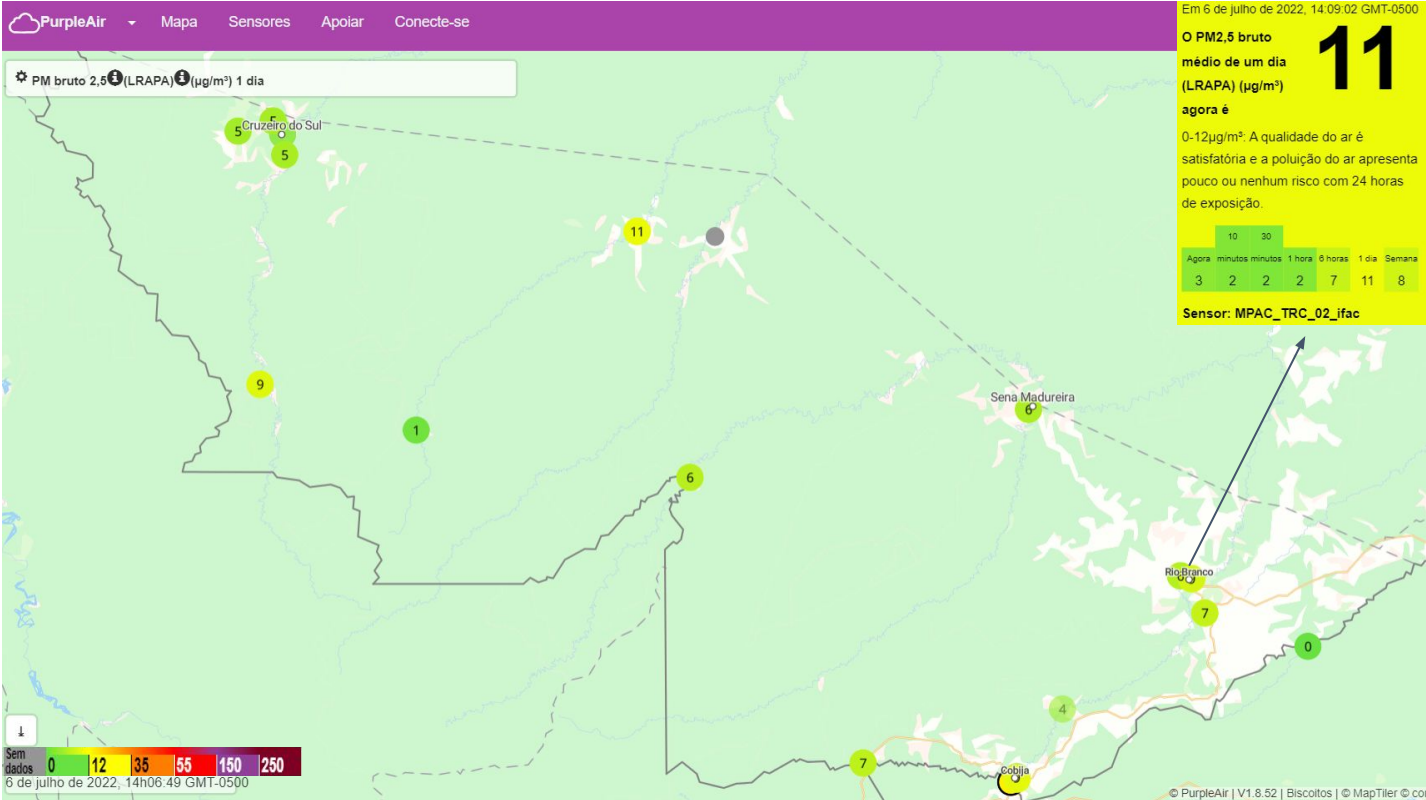 PurpleAir Mapa Sensores Apoiar Conecte-se
PM bruto 2,5 (LRAPA) (µg/m³) 1 dia
Em 6 de julho de 2022, 14:09:02 GMT-0500
O PM2,5 bruto
médio de um dia
(LRAPA) (µg/m³)
agora é
11
0-12µg/m³: A qualidade do ar é
satisfatória e a poluição do ar apresenta
pouco ou nenhum risco com 24 horas
de exposição.
10 30
Agora minutos minutos 1 hora 6 horas 1 dia Semana
3 2 2 2 7 11 8
Sensor: MPAC_TRC_02_ifac
5
Cruzeiro do Sul
5
5
11
9
1
Sena Madureira
6
6
Rio Branco
7
0
4
7
Cobija
Sem
dados 0 12 35 55 150 250
6 de julho de 2022, 14h06:49 GMT-0500
© PurpleAir | V1.8.52 | Biscoitos | © MapTiler ©